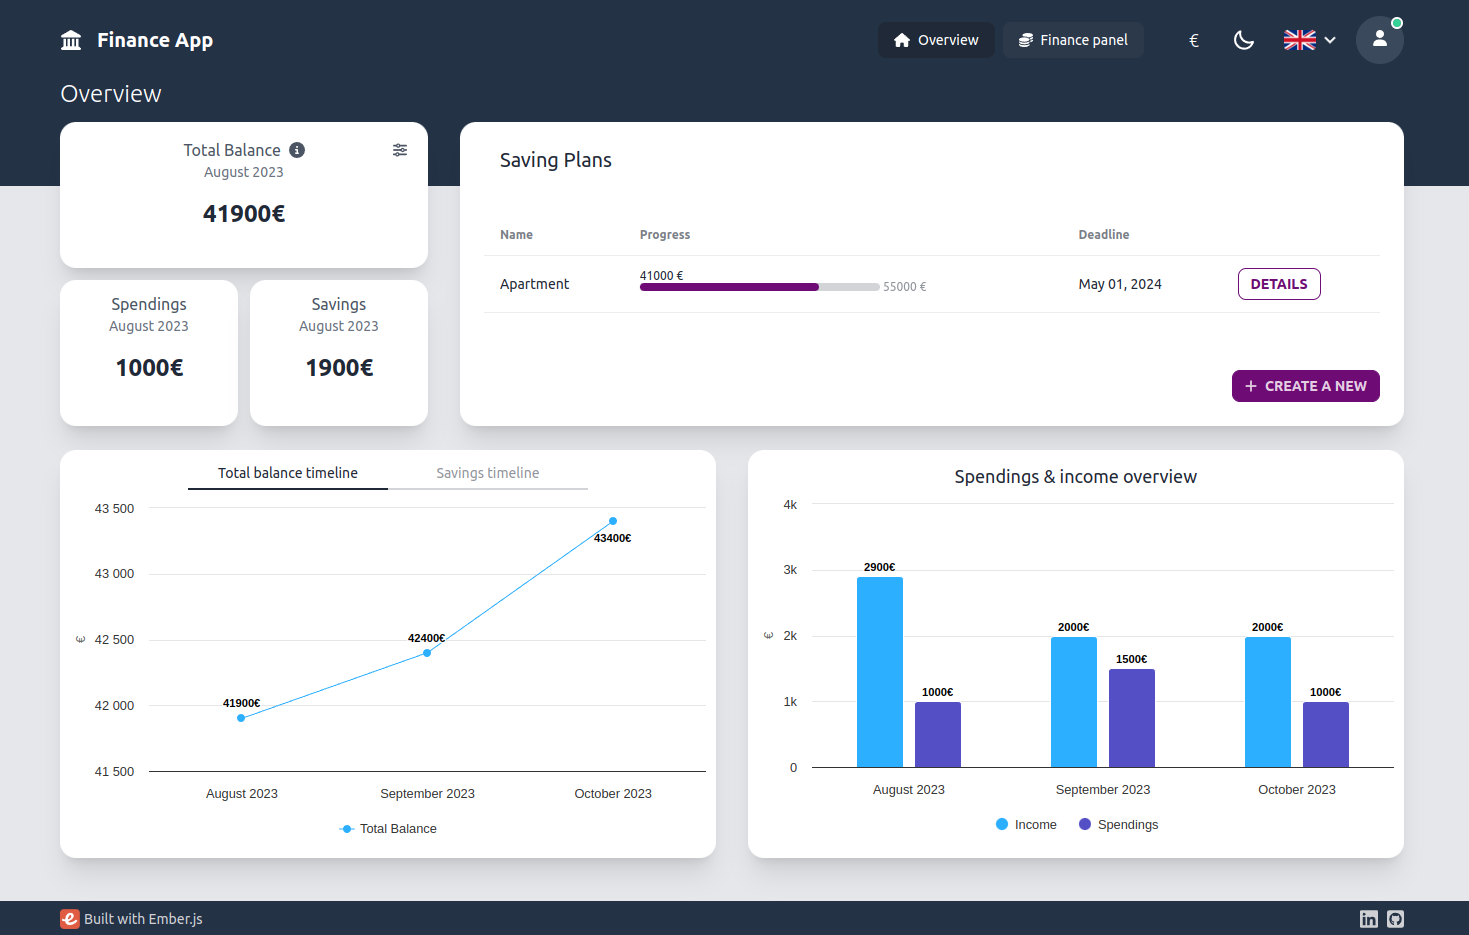 Finance App
Overview
Finance panel
€
Overview
Total Balance
August 2023
41900€
Spendings
August 2023
1000€
Savings
August 2023
1900€
Saving Plans
Name Progress Deadline
41000 €
Apartment 55000 € May 01, 2024 DETAILS
+ CREATE A NEW
Total balance timeline Savings timeline
43 500
43 000
42 500
42 000
41 500
€
41900€
42400€
43400€
August 2023 September 2023 October 2023
Total Balance
Spendings & income overview
4k
3k
2k
1k
0
€
2900€
1000€
2000€
1500€
2000€
1000€
August 2023 September 2023 October 2023
Income Spendings
Built with Ember.js
in